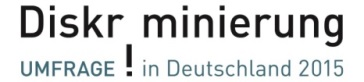 Diskr!minierung
UMFRAGE in Deutschland 2015